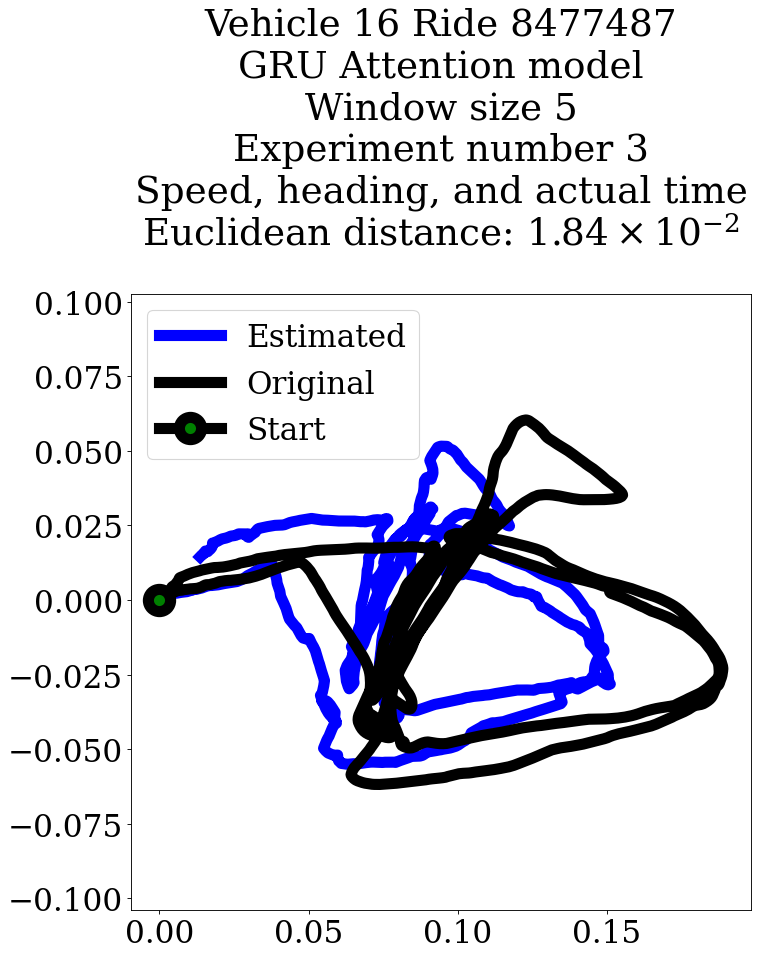 Vehicle 16 Ride 8477487
GRU Attention model
Window size 5
Experiment number 3
Speed, heading, and actual time
Euclidean distance: 1.84 × 10⁻²
0.100
0.075
0.050
0.025
0.000
−0.025
−0.050
−0.075
−0.100
Estimated
Original
Start
0.00 0.05 0.10 0.15